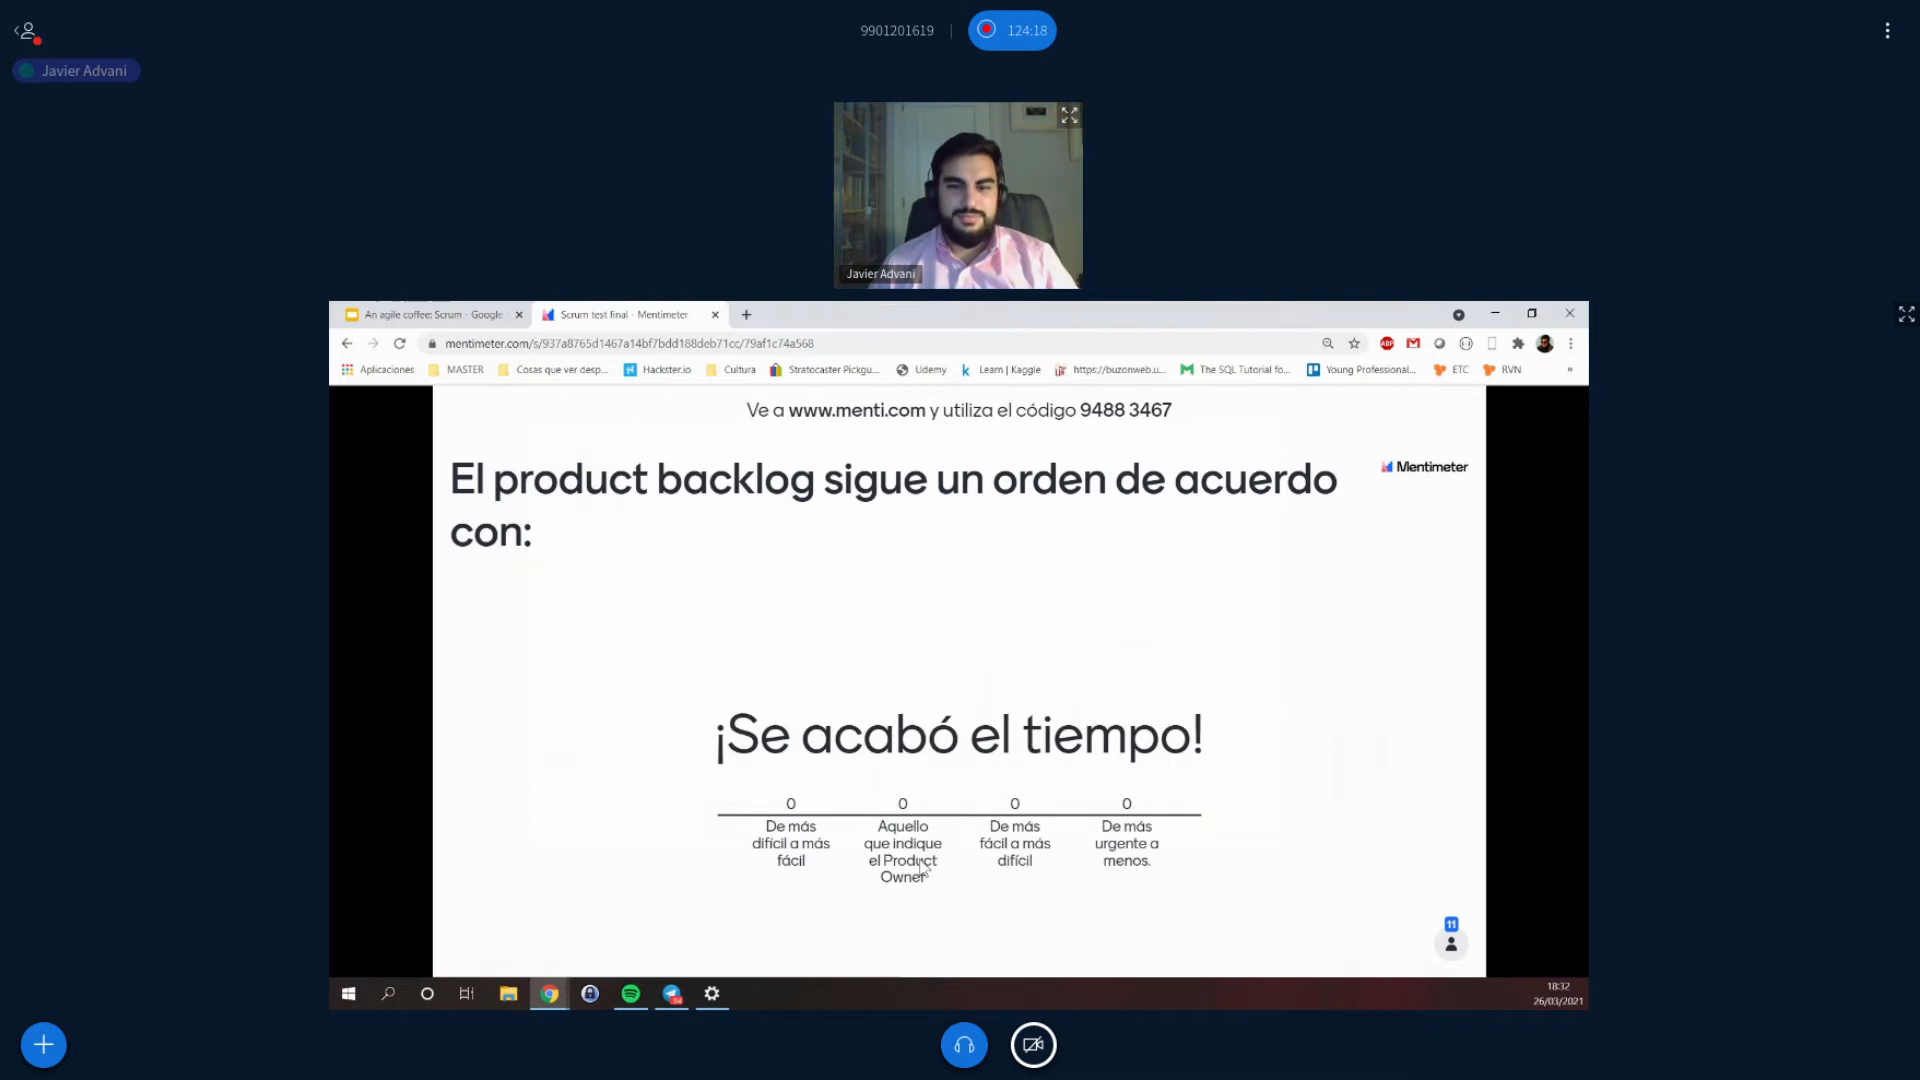 9901201619
124:18
Javier Advani
Javier Advani
An agile coffee: Scrum - Google
Scrum test final - Mentimeter
mentimeter.com/s/937a8765d1467a14bf7bdd188deb71cc/79af1c74a568
ABP
Aplicaciones
MASTER
Cosas que ver desp...
Hackster.io
Cultura
Stratocaster Pickgu...
Udemy
Learn | Kaggle
https://buzonweb.u...
The SQL Tutorial fo...
Young Professional...
ETC
RVN
»
Ve a www.menti.com y utiliza el código 9488 3467
El product backlog sigue un orden de acuerdo
con:
Mentimeter
¡Se acabó el tiempo!
0
0
0
0
De más
difícil a más
fácil
Aquello
que indique
el Product
Owner
De más
fácil a más
difícil
De más
urgente a
menos.
11
18:32
26/03/2021